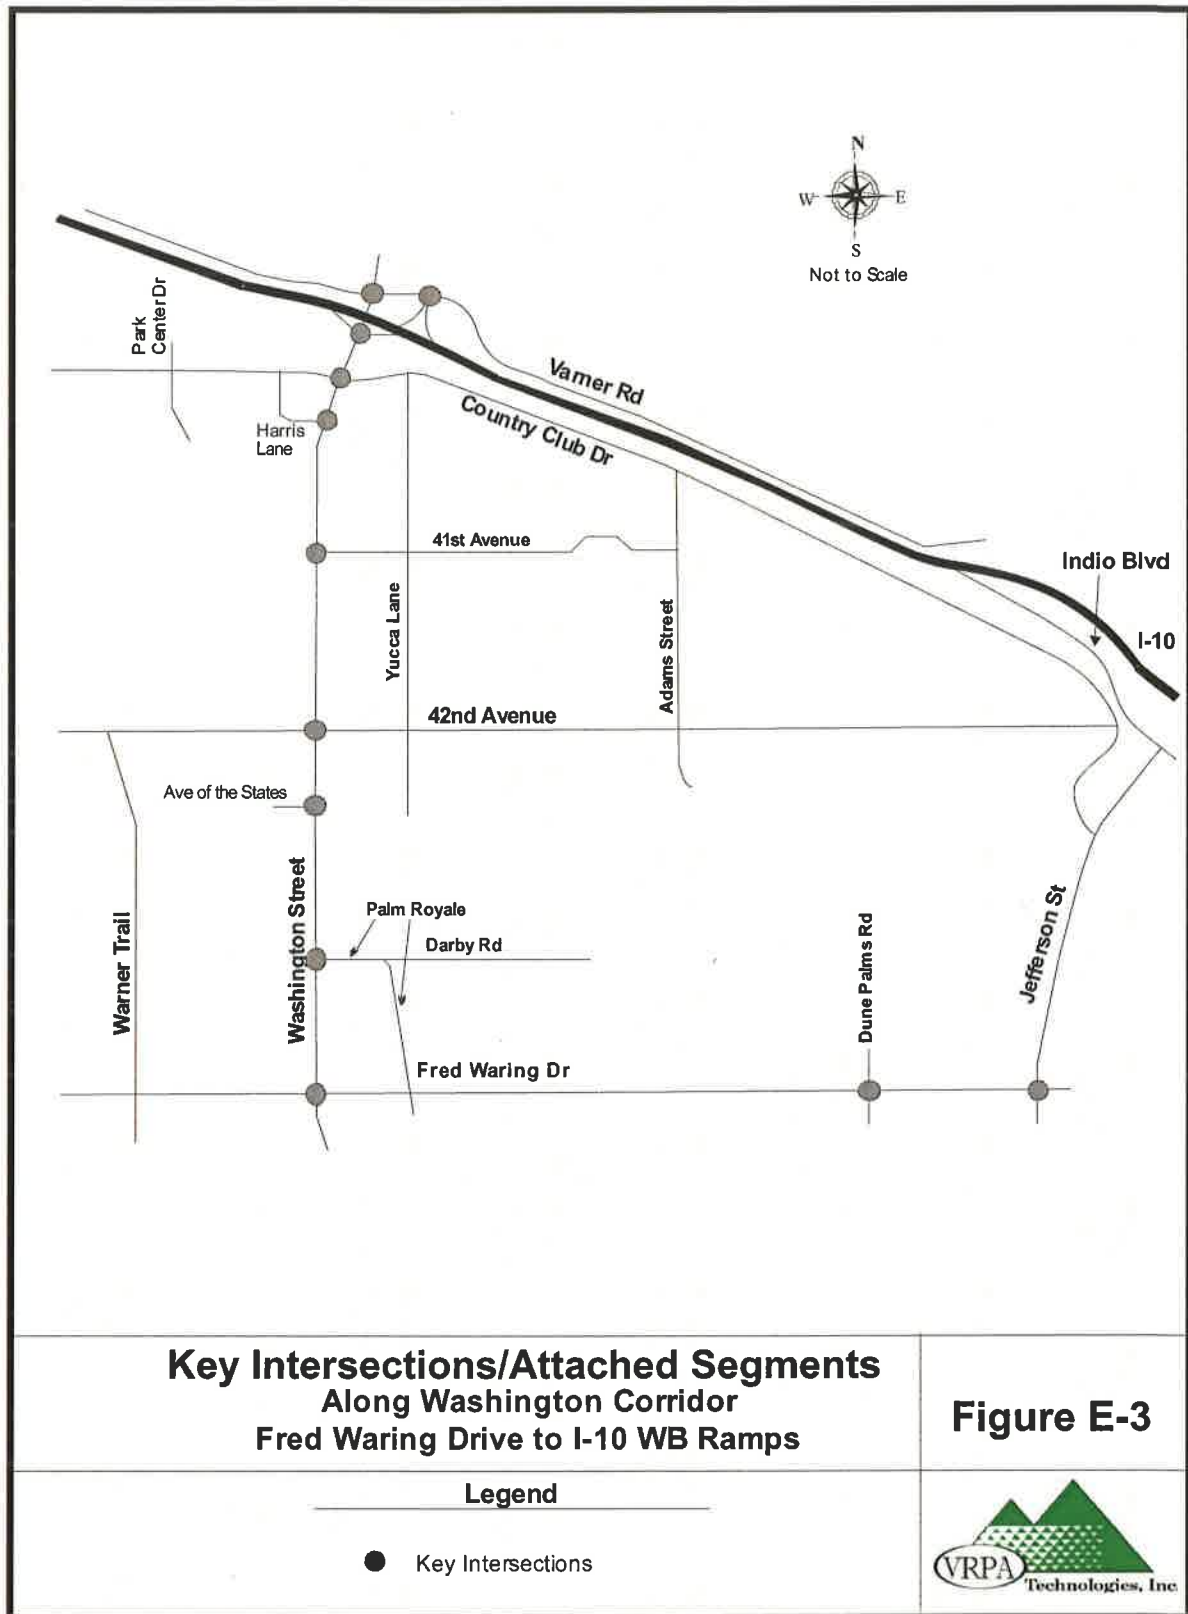 N
W
E
S
Not to Scale
Park
Center Dr
Varner Rd
Country Club Dr
Harris
Lane
41st Avenue
Indio Blvd
I-10
Yucca Lane
Adams Street
42nd Avenue
Ave of the States
Washington Street
Palm Royale
Darby Rd
Warner Trail
Dune Palms Rd
Jefferson St
Fred Waring Dr
Key Intersections/Attached Segments
Along Washington Corridor
Fred Waring Drive to I-10 WB Ramps
Figure E-3
Legend
Key Intersections
VRPA
Technologies, Inc